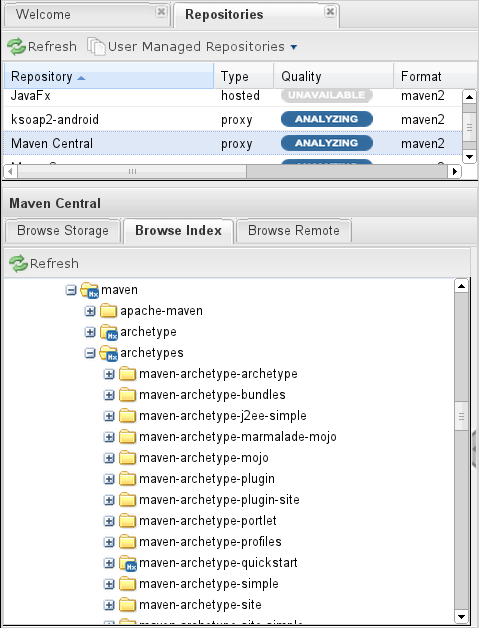 Welcome
Repositories
Refresh User Managed Repositories
Repository Type Quality Format
JavaFx hosted UNAVAILABLE maven2
ksoap2-android proxy ANALYZING maven2
Maven Central proxy ANALYZING maven2
Maven Central
Browse Storage Browse Index Browse Remote
Refresh
maven
apache-maven
archetype
archetypes
maven-archetype-archetype
maven-archetype-bundles
maven-archetype-j2ee-simple
maven-archetype-marmalade-mojo
maven-archetype-mojo
maven-archetype-plugin
maven-archetype-plugin-site
maven-archetype-portlet
maven-archetype-profiles
maven-archetype-quickstart
maven-archetype-simple
maven-archetype-site
maven-archetype-site-simple